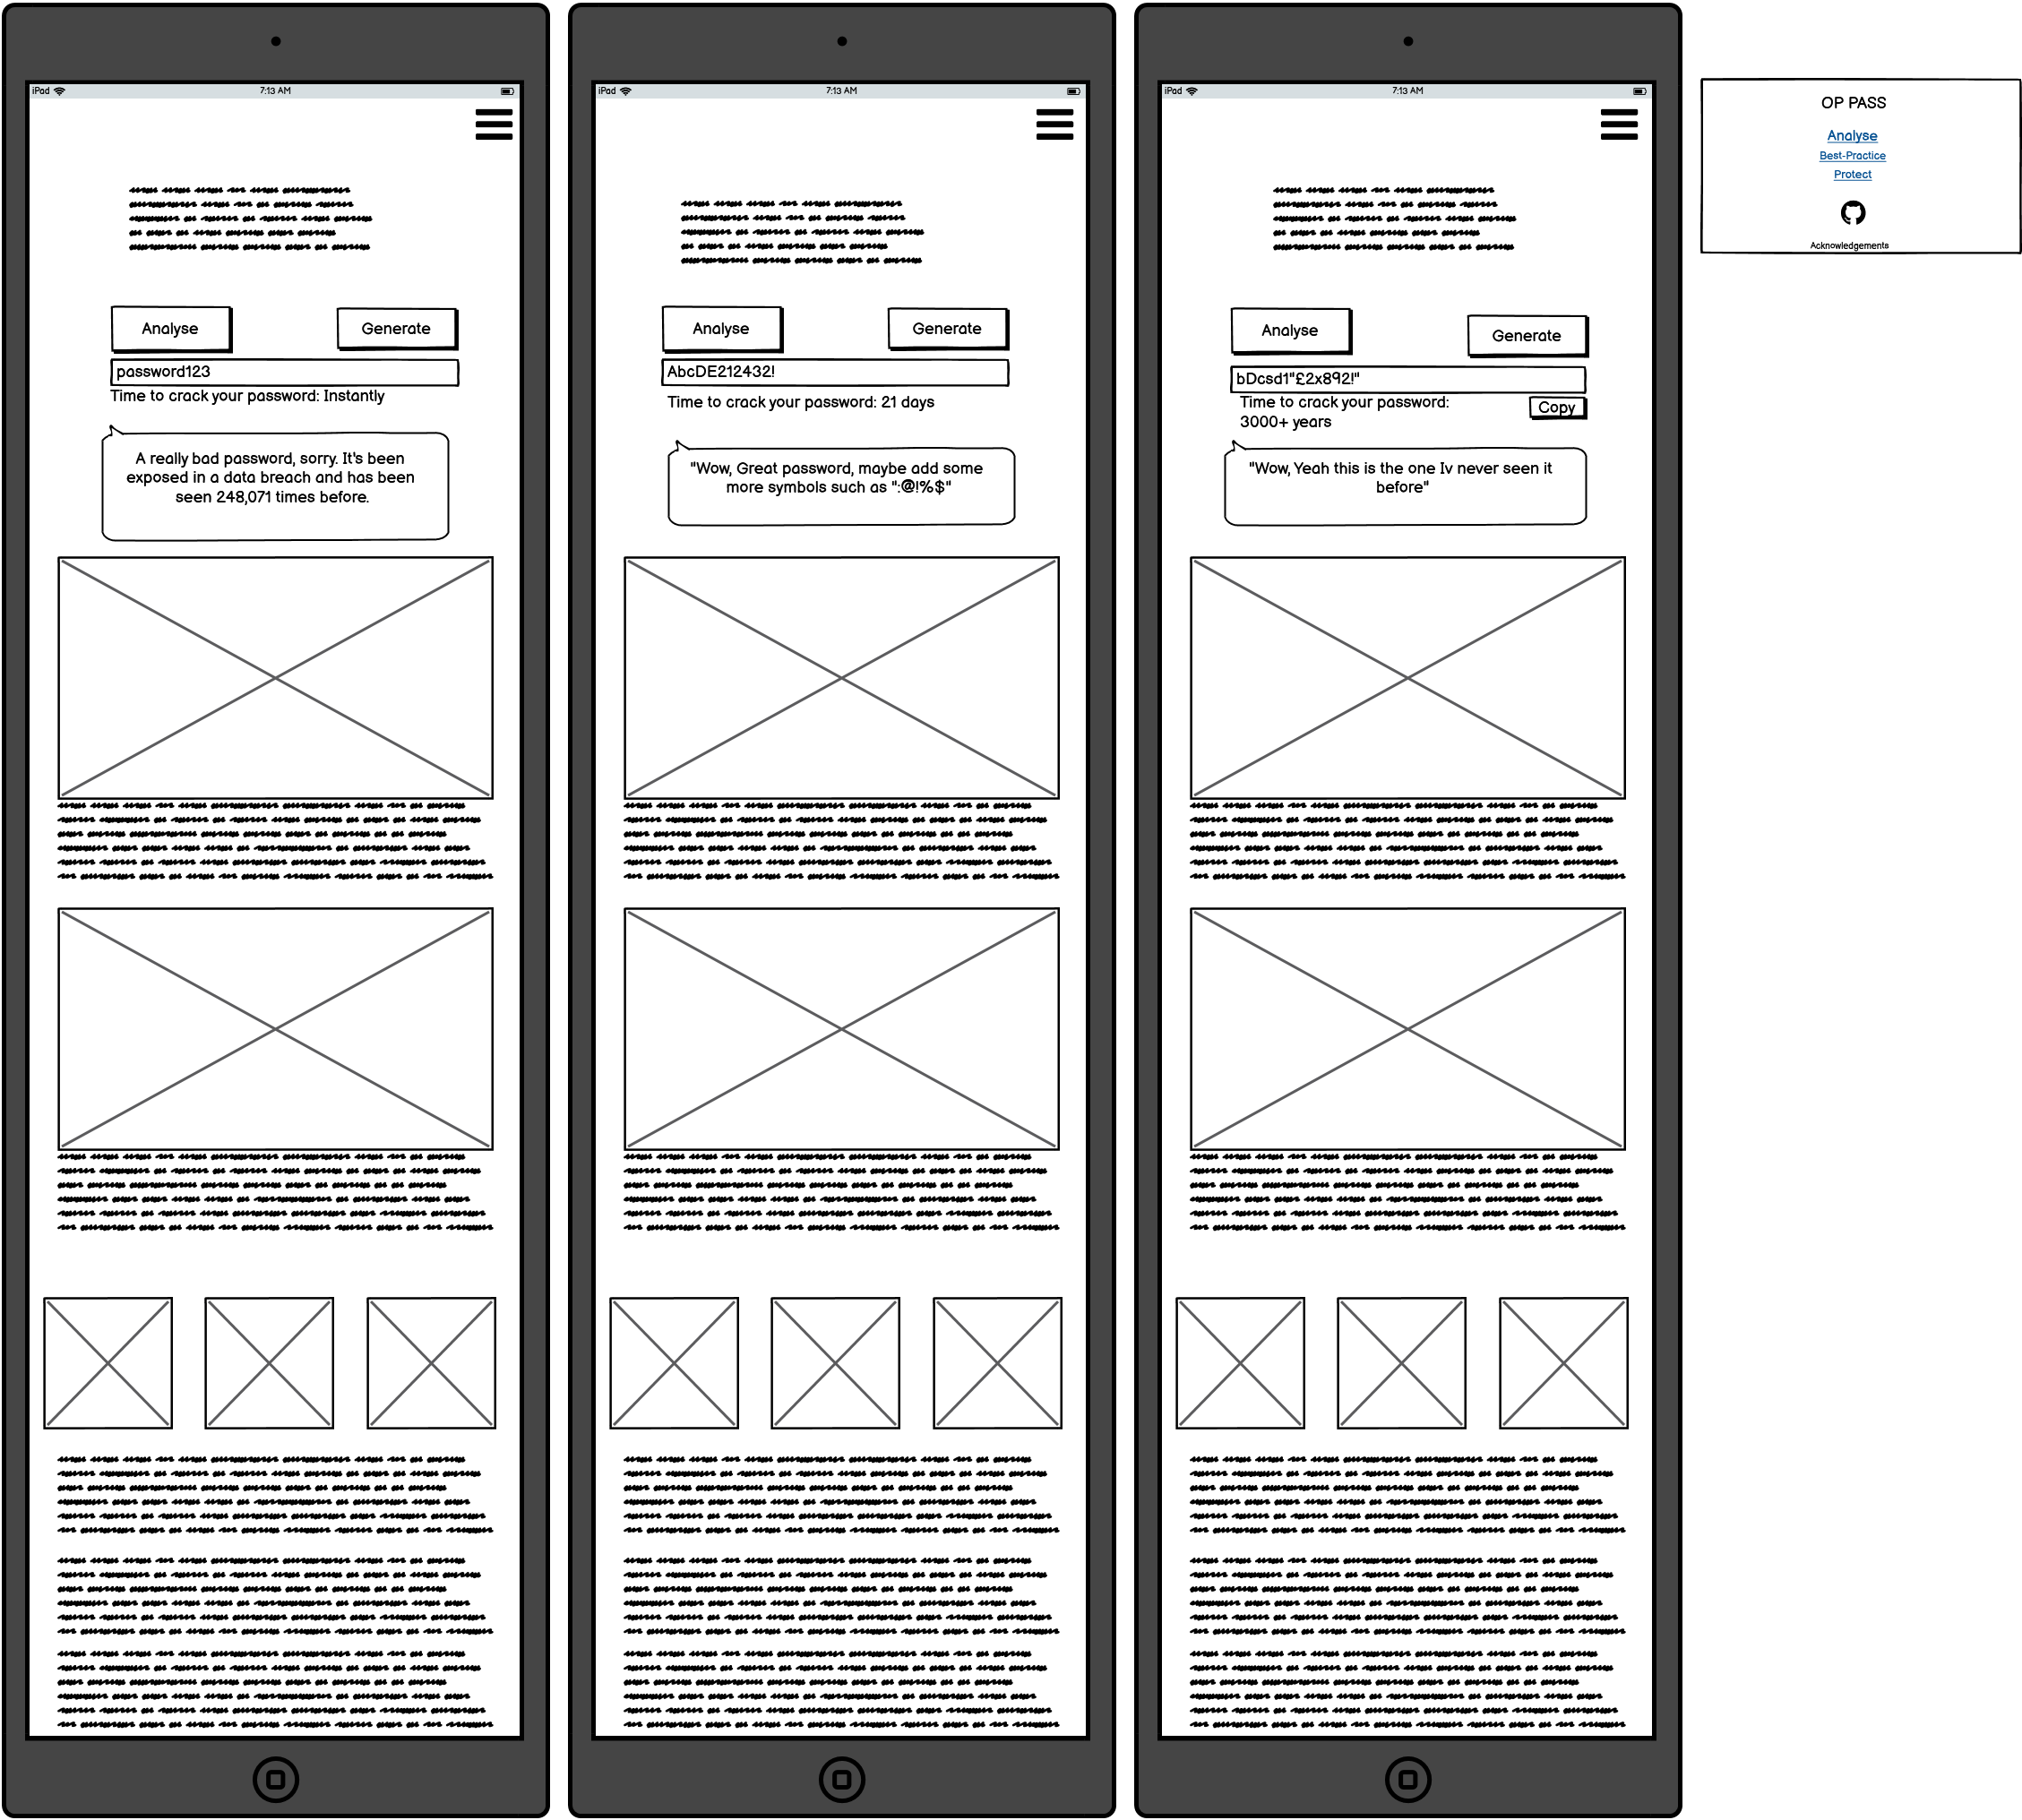 iPad
7:13 AM
Analyse
Generate
password123
Time to crack your password: Instantly
A really bad password, sorry. It's been
exposed in a data breach and has been
seen 248,071 times before.
iPad
7:13 AM
Analyse
Generate
AbcDE212432!
Time to crack your password: 21 days
"Wow, Great password, maybe add some
more symbols such as ":@!%$"
iPad
7:13 AM
Analyse
Generate
bDcsd1"£2x892!"
Time to crack your password:
3000+ years
Copy
"Wow, Yeah this is the one Iv never seen it
before"
OP PASS
Analyse
Best-Practice
Protect
Acknowledgements